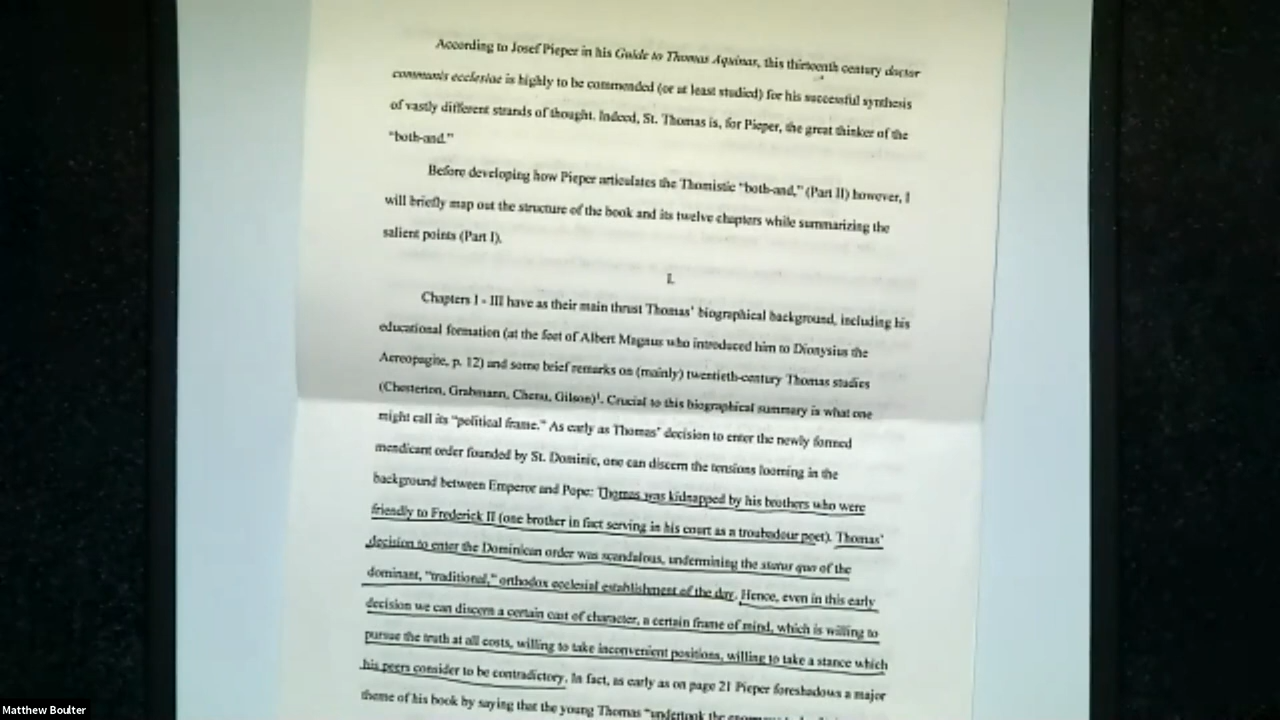 According to Josef Pieper in his Guide to Thomas Aquinas, this thirteenth century doctor
communis ecclesiae is highly to be commended (or at least studied) for his successful synthesis
of vastly different strands of thought. Indeed, St. Thomas is, for Pieper, the great thinker of the
"both-and."
Before developing how Pieper articulates the Thomistic "both-and," (Part II) however, I
will briefly map out the structure of the book and its twelve chapters while summarizing the
salient points (Part I).
I.
Chapters I - III have as their main thrust Thomas' biographical background, including his
educational formation (at the feet of Albert Magnus who introduced him to Dionysius the
Aereopagite, p. 12) and some brief remarks on (mainly) twentieth-century Thomas studies
(Chesterton, Grabmann, Chenu, Gilson)¹. Crucial to this biographical summary is what one
might call its "political frame." As early as Thomas' decision to enter the newly formed
mendicant order founded by St. Dominic, one can discern the tensions looming in the
background between Emperor and Pope: Thomas was kidnapped by his brothers who were
friendly to Frederick II (one brother in fact serving in his court as a troubadour poet). Thomas'
decision to enter the Dominican order was scandalous, undermining the status quo of the
dominant, "traditional," orthodox ecclesial establishment of the day. Hence, even in this early
decision we can discern a certain cast of character, a certain frame of mind, which is willing to
pursue the truth at all costs, willing to take inconvenient positions, willing to take a stance which
his peers consider to be contradictory. In fact, as early as on page 21 Pieper foreshadows a major
theme of his book by saying that the young Thomas "undertook the
Matthew Boulter